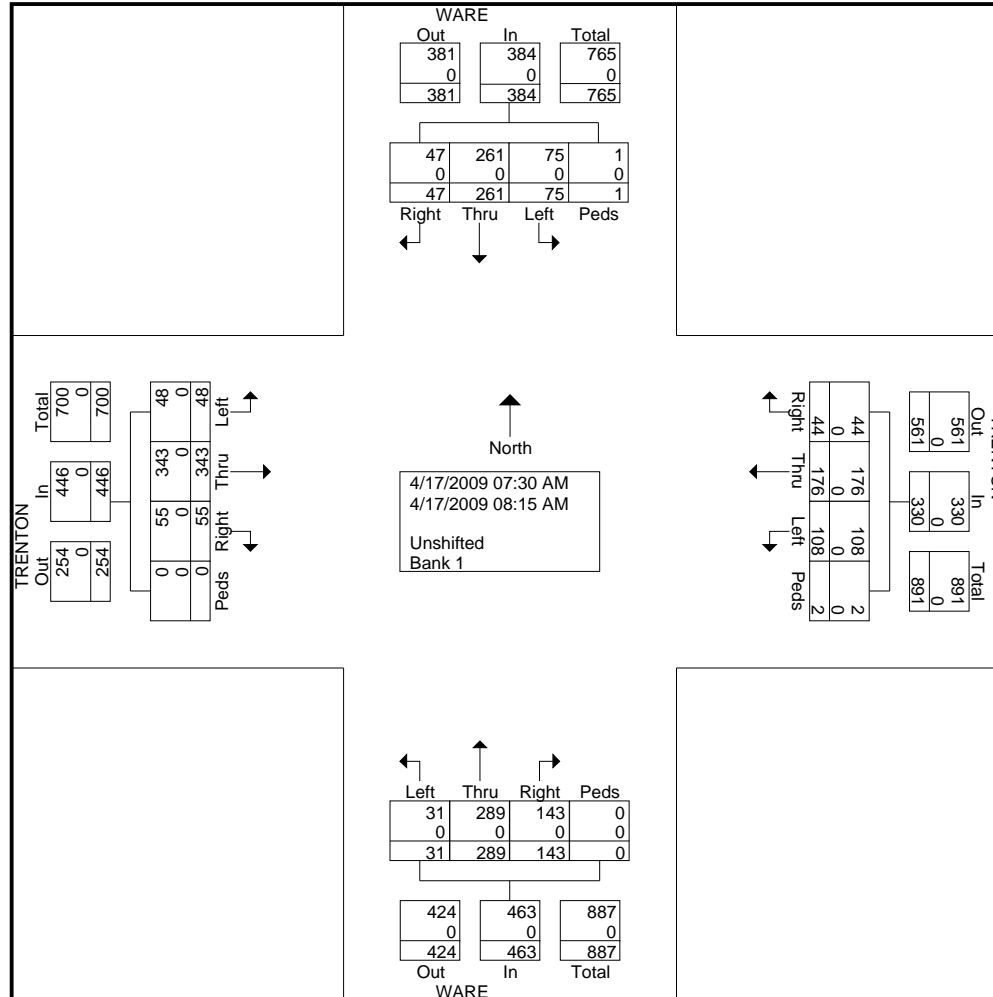 WARE
Out In Total
381 384 765
0 0 0
381 384 765
47 261 75 1
0 0 0 0
47 261 75 1
Right Thru Left Peds
TRENTON
Total In Out
700 446 254
0 0 0
700 446 254
48 343 55 0
0 0 0 0
48 343 55 0
Left Thru Right Peds
North
4/17/2009 07:30 AM
4/17/2009 08:15 AM
Unshifted
Bank 1
Right Thru Left Peds
44 176 108 2
0 0 0 0
44 176 108 2
561 330 891
0 0 0
561 330 891
Out In Total
Left Thru Right Peds
31 289 143 0
0 0 0 0
31 289 143 0
424 463 887
0 0 0
424 463 887
Out In Total
WARE